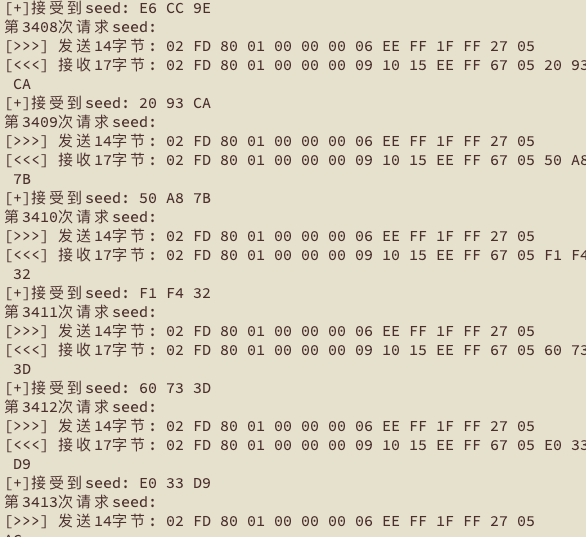 [+]接受到seed: E6 CC 9E
第3408次请求seed:
[>>>] 发送14字节: 02 FD 80 01 00 00 00 06 EE FF 1F FF 27 05
[<<<] 接收17字节: 02 FD 80 01 00 00 00 09 10 15 EE FF 67 05 20 93
CA
[+]接受到seed: 20 93 CA
第3409次请求seed:
[>>>] 发送14字节: 02 FD 80 01 00 00 00 06 EE FF 1F FF 27 05
[<<<] 接收17字节: 02 FD 80 01 00 00 00 09 10 15 EE FF 67 05 50 A8
7B
[+]接受到seed: 50 A8 7B
第3410次请求seed:
[>>>] 发送14字节: 02 FD 80 01 00 00 00 06 EE FF 1F FF 27 05
[<<<] 接收17字节: 02 FD 80 01 00 00 00 09 10 15 EE FF 67 05 F1 F4
32
[+]接受到seed: F1 F4 32
第3411次请求seed:
[>>>] 发送14字节: 02 FD 80 01 00 00 00 06 EE FF 1F FF 27 05
[<<<] 接收17字节: 02 FD 80 01 00 00 00 09 10 15 EE FF 67 05 60 73
3D
[+]接受到seed: 60 73 3D
第3412次请求seed:
[>>>] 发送14字节: 02 FD 80 01 00 00 00 06 EE FF 1F FF 27 05
[<<<] 接收17字节: 02 FD 80 01 00 00 00 09 10 15 EE FF 67 05 E0 33
D9
[+]接受到seed: E0 33 D9
第3413次请求seed:
[>>>] 发送14字节: 02 FD 80 01 00 00 00 06 EE FF 1F FF 27 05